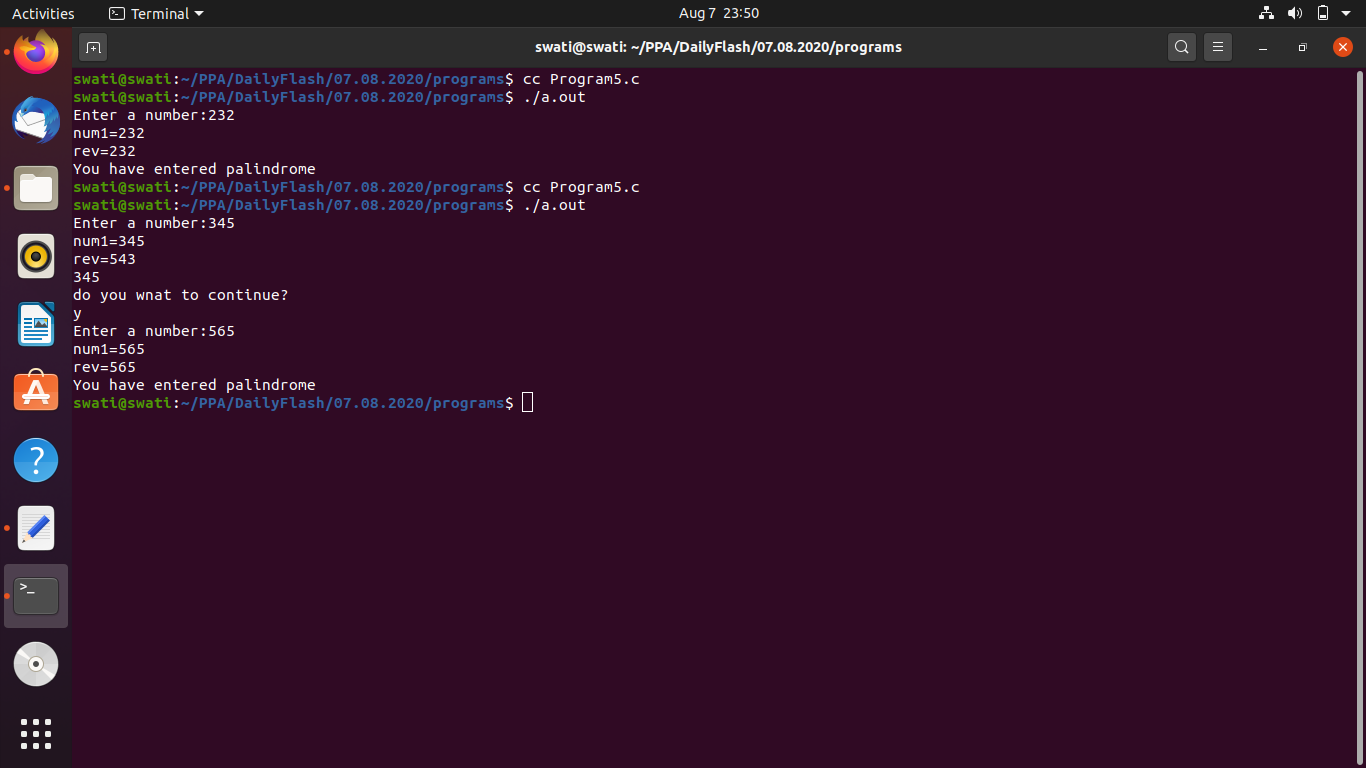 Activities
Terminal
Aug 7 23:50
swati@swati: ~/PPA/DailyFlash/07.08.2020/programs
swati@swati:~/PPA/DailyFlash/07.08.2020/programs$ cc Program5.c
swati@swati:~/PPA/DailyFlash/07.08.2020/programs$ ./a.out
Enter a number:232
num1=232
rev=232
You have entered palindrome
swati@swati:~/PPA/DailyFlash/07.08.2020/programs$ cc Program5.c
swati@swati:~/PPA/DailyFlash/07.08.2020/programs$ ./a.out
Enter a number:345
num1=345
rev=543
345
do you wnat to continue?
y
Enter a number:565
num1=565
rev=565
You have entered palindrome
swati@swati:~/PPA/DailyFlash/07.08.2020/programs$